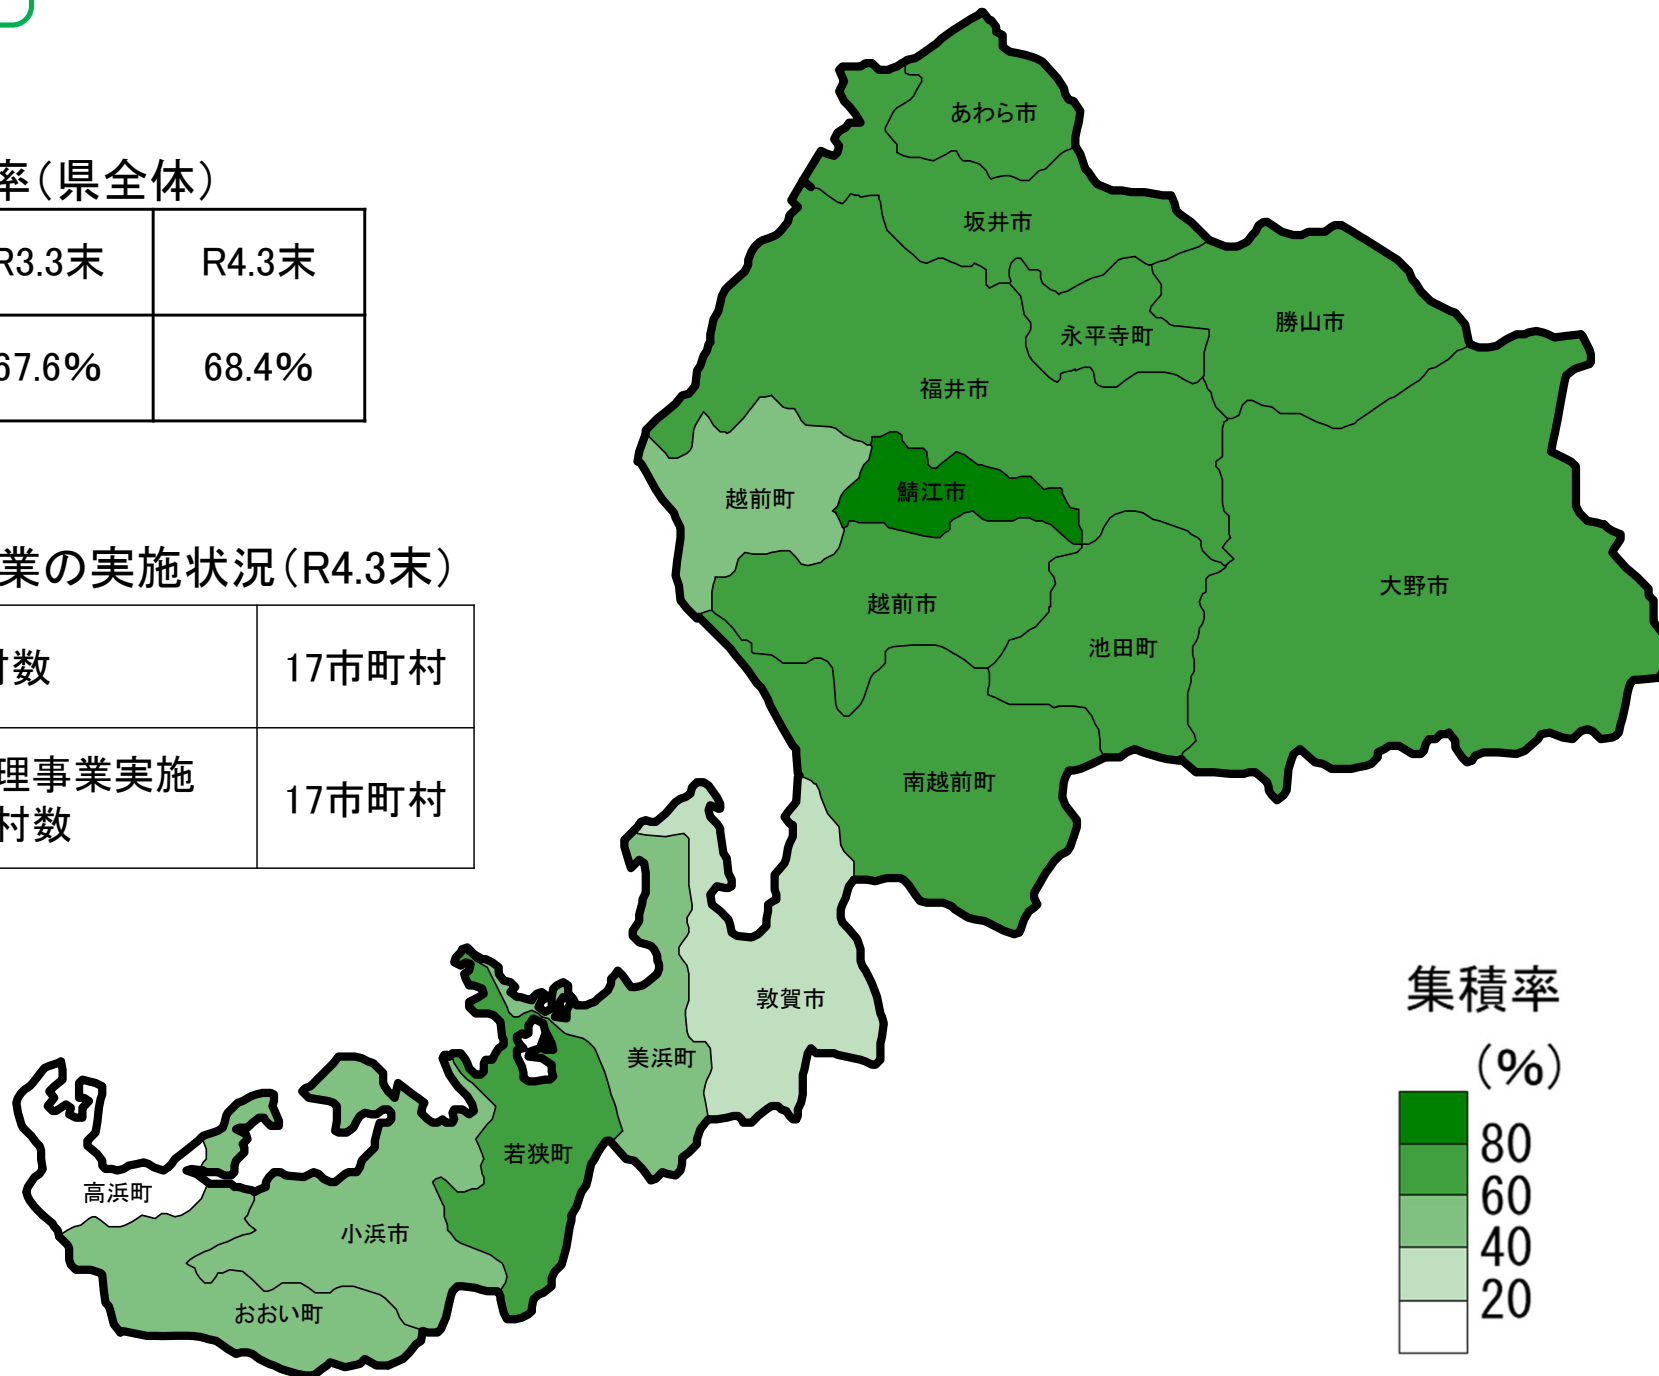 率（県全体）
R3.3末 R4.3末
67.6% 68.4%
業の実施状況（R4.3末）
村数 17市町村
理事業実施
村数 17市町村
あわら市
坂井市
永平寺町
勝山市
福井市
越前町
鯖江市
大野市
越前市
池田町
南越前町
敦賀市
美浜町
若狭町
高浜町
小浜市
おおい町
集積率
（%）
80
60
40
20